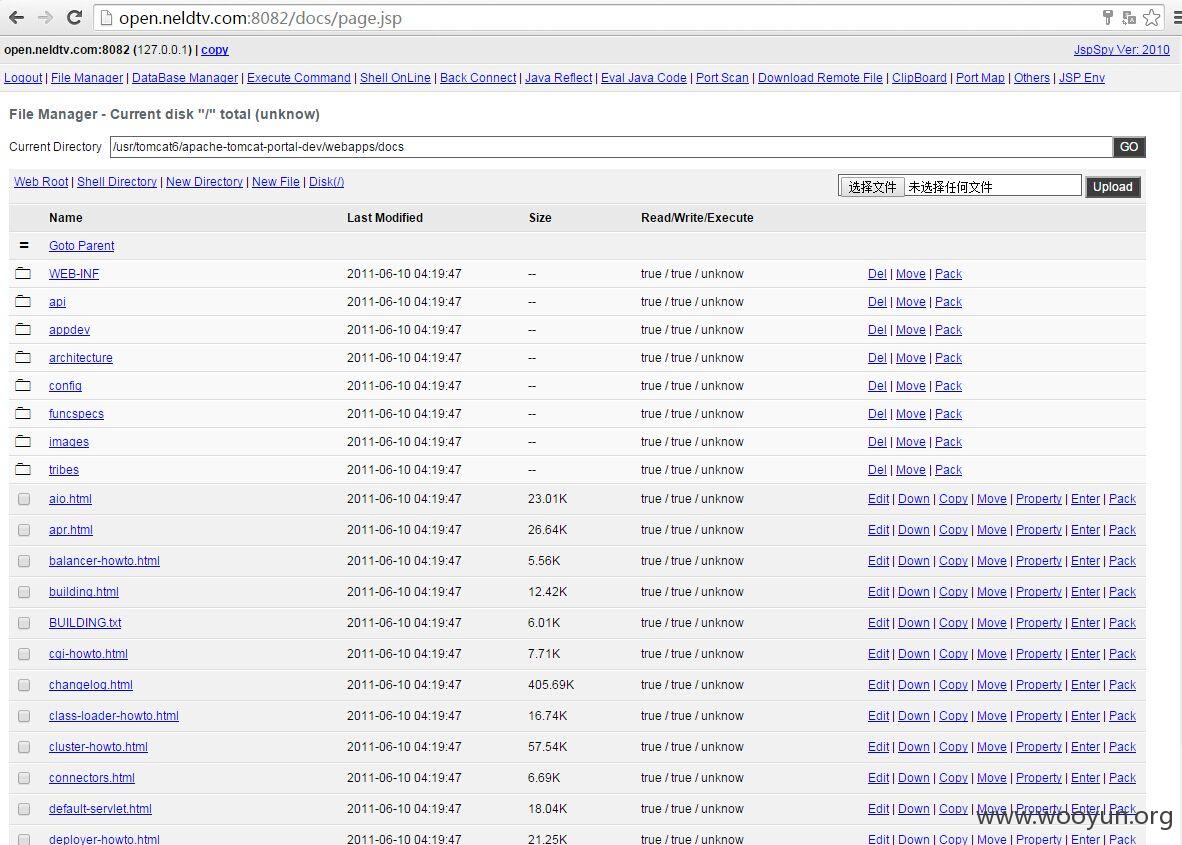 open.neldtv.com:8082/docs/page.jsp
open.neldtv.com:8082 (127.0.0.1) | copy JspSpy Ver: 2010
Logout | File Manager | DataBase Manager | Execute Command | Shell OnLine | Back Connect | Java Reflect | Eval Java Code | Port Scan | Download Remote File | ClipBoard | Port Map | Others | JSP Env
File Manager - Current disk "/" total (unknow)
Current Directory /usr/tomcat6/apache-tomcat-portal-dev/webapps/docs GO
Web Root | Shell Directory | New Directory | New File | Disk(/) 选择文件 未选择任何文件 Upload
Name Last Modified Size Read/Write/Execute
= Goto Parent
WEB-INF 2011-06-10 04:19:47 -- true / true / unknow Del | Move | Pack
api 2011-06-10 04:19:47 -- true / true / unknow Del | Move | Pack
appdev 2011-06-10 04:19:47 -- true / true / unknow Del | Move | Pack
architecture 2011-06-10 04:19:47 -- true / true / unknow Del | Move | Pack
config 2011-06-10 04:19:47 -- true / true / unknow Del | Move | Pack
funcspecs 2011-06-10 04:19:47 -- true / true / unknow Del | Move | Pack
images 2011-06-10 04:19:47 -- true / true / unknow Del | Move | Pack
tribes 2011-06-10 04:19:47 -- true / true / unknow Del | Move | Pack
aio.html 2011-06-10 04:19:47 23.01K true / true / unknow Edit | Down | Copy | Move | Property | Enter | Pack
apr.html 2011-06-10 04:19:47 26.64K true / true / unknow Edit | Down | Copy | Move | Property | Enter | Pack
balancer-howto.html 2011-06-10 04:19:47 5.56K true / true / unknow Edit | Down | Copy | Move | Property | Enter | Pack
building.html 2011-06-10 04:19:47 12.42K true / true / unknow Edit | Down | Copy | Move | Property | Enter | Pack
BUILDING.txt 2011-06-10 04:19:47 6.01K true / true / unknow Edit | Down | Copy | Move | Property | Enter | Pack
cgi-howto.html 2011-06-10 04:19:47 7.71K true / true / unknow Edit | Down | Copy | Move | Property | Enter | Pack
changelog.html 2011-06-10 04:19:47 405.69K true / true / unknow Edit | Down | Copy | Move | Property | Enter | Pack
class-loader-howto.html 2011-06-10 04:19:47 16.74K true / true / unknow Edit | Down | Copy | Move | Property | Enter | Pack
cluster-howto.html 2011-06-10 04:19:47 57.54K true / true / unknow Edit | Down | Copy | Move | Property | Enter | Pack
connectors.html 2011-06-10 04:19:47 6.69K true / true / unknow Edit | Down | Copy | Move | Property | Enter | Pack
default-servlet.html 2011-06-10 04:19:47 18.04K true / true / unknow Edit | Down | Copy | Move | Property | Enter | Pack
www.wooyun.org
deployer-howto.html 2011-06-10 04:19:47 21.25K true / true / unknow Edit | Down | Copy | Move | Property | Enter | Pack